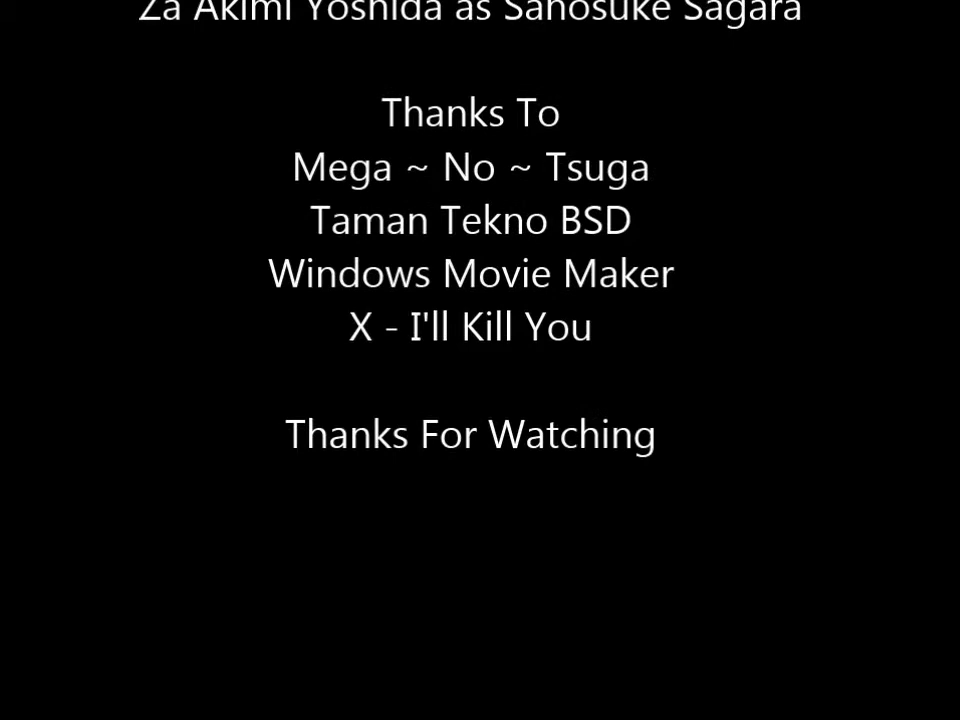 Za Akimi Yoshida as Sanosuke Sagara
Thanks To
Mega ~ No ~ Tsuga
Taman Tekno BSD
Windows Movie Maker
X - I'll Kill You
Thanks For Watching